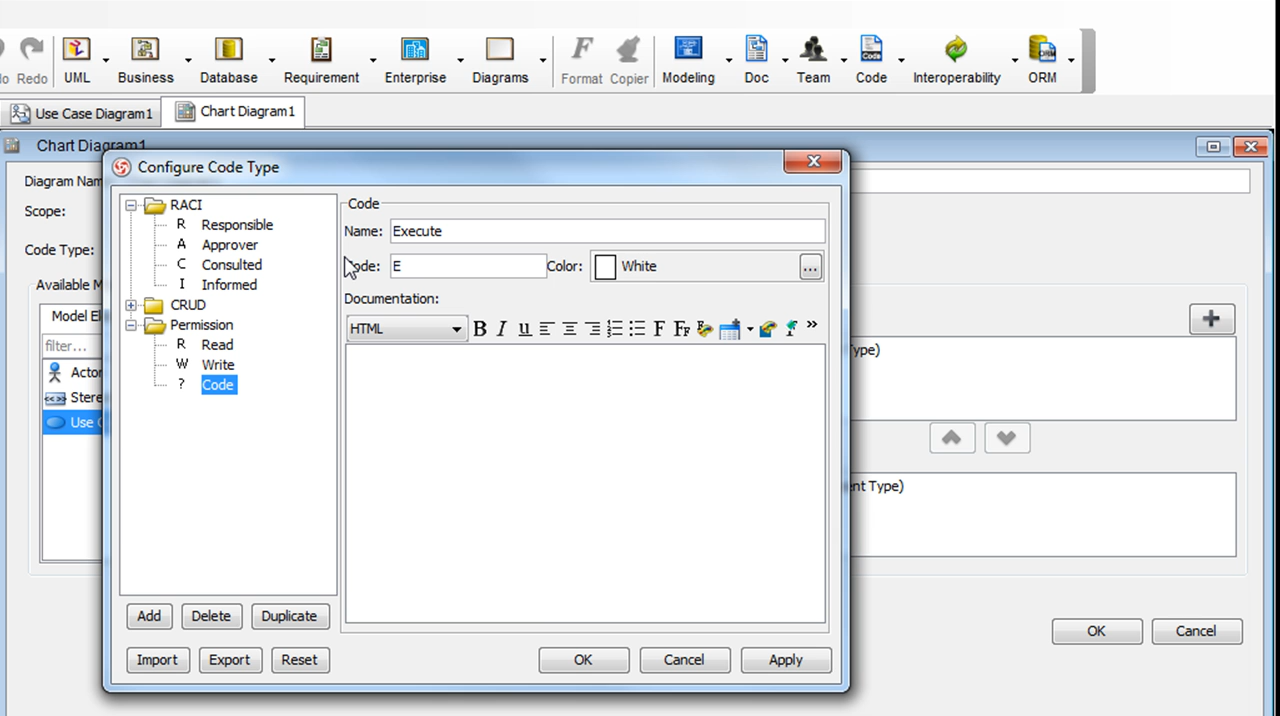 Redo UML Business Database Requirement Enterprise Diagrams Format Copier Modeling Doc Team Code Interoperability ORM
Use Case Diagram1 Chart Diagram1
Chart Diagram1
Configure Code Type
Diagram Nam
Scope:
Code Type:
Available M
Model El
filter...
Actor
Stere
Use C
RACI
R Responsible
A Approver
C Consulted
I Informed
CRUD
Permission
R Read
W Write
? Code
Code
Name: Execute
ode: E Color: White ...
Documentation:
HTML B I U F
Type)
nt Type)
Add Delete Duplicate
Import Export Reset
OK Cancel Apply
OK Cancel